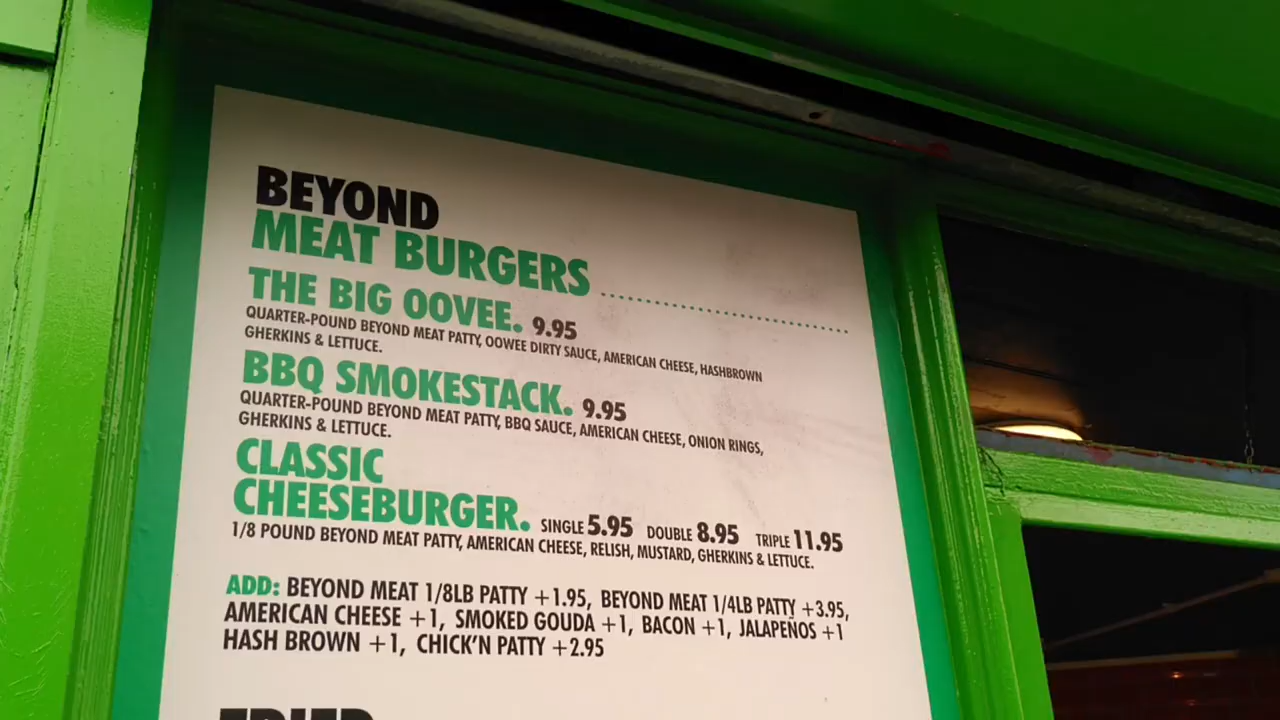 BEYOND
MEAT BURGERS
THE BIG OOVEE. 9.95
QUARTER-POUND BEYOND MEAT PATTY, OOWEE DIRTY SAUCE, AMERICAN CHEESE, HASHBROWN
GHERKINS & LETTUCE.
BBQ SMOKESTACK. 9.95
QUARTER-POUND BEYOND MEAT PATTY, BBQ SAUCE, AMERICAN CHEESE, ONION RINGS,
GHERKINS & LETTUCE.
CLASSIC
CHEESEBURGER. SINGLE 5.95 DOUBLE 8.95 TRIPLE 11.95
1/8 POUND BEYOND MEAT PATTY, AMERICAN CHEESE, RELISH, MUSTARD, GHERKINS & LETTUCE.
ADD: BEYOND MEAT 1/8LB PATTY +1.95, BEYOND MEAT 1/4LB PATTY +3.95,
AMERICAN CHEESE +1, SMOKED GOUDA +1, BACON +1, JALAPEÑOS +1
HASH BROWN +1, CHICK'N PATTY +2.95